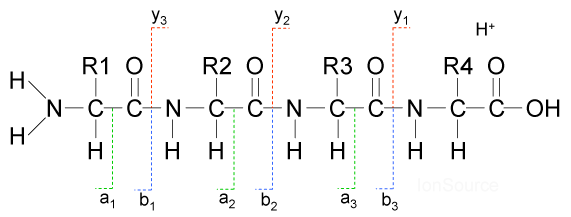 y3 y2 y1 H+
R1 O R2 O R3 O R4 O
H
N C C N C C N C C N C C OH
H H H H H H H H
a1 b1 a2 b2 a3 b3
IonSource